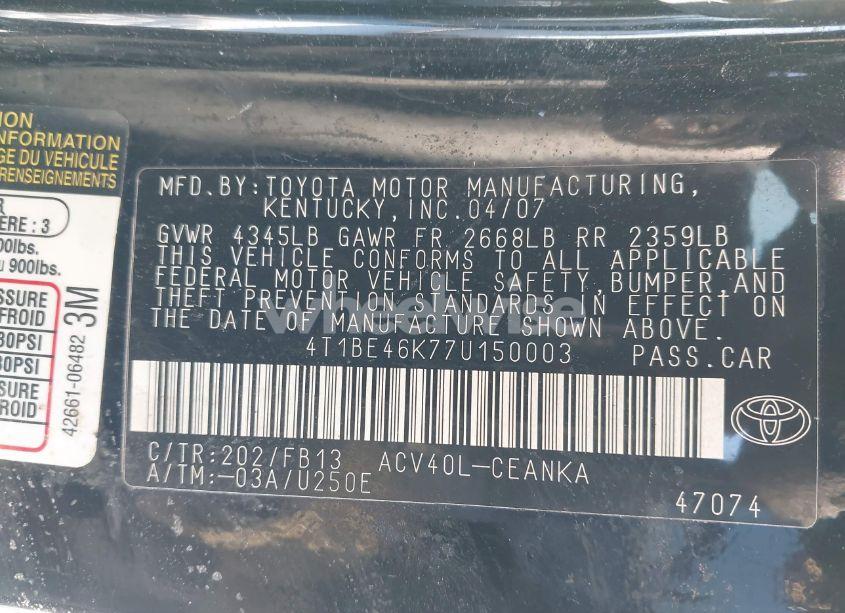 ION
INFORMATION
GE DU VÉHICULE
RENSEIGNEMENTS
R
ÈRE : 3
00lbs.
u 900lbs.
SSURE
FROID
30PSI
SSURE
FROID
42661-06482 3M
MFD.BY:TOYOTA MOTOR MANUFACTURING,
KENTUCKY,INC.04/07
GVWR 4345LB GAWR FR 2668LB RR 2359LB
THIS VEHICLE CONFORMS TO ALL APPLICABLE
FEDERAL MOTOR VEHICLE SAFETY,BUMPER,AND
THEFT PREVENTION STANDARDS IN EFFECT ON
THE DATE OF MANUFACTURE SHOWN ABOVE.
4T1BE46K77U150003 PASS.CAR
C/TR:202/FB13 ACV40L-CEANKA
A/TM:-03A/U250E
47074